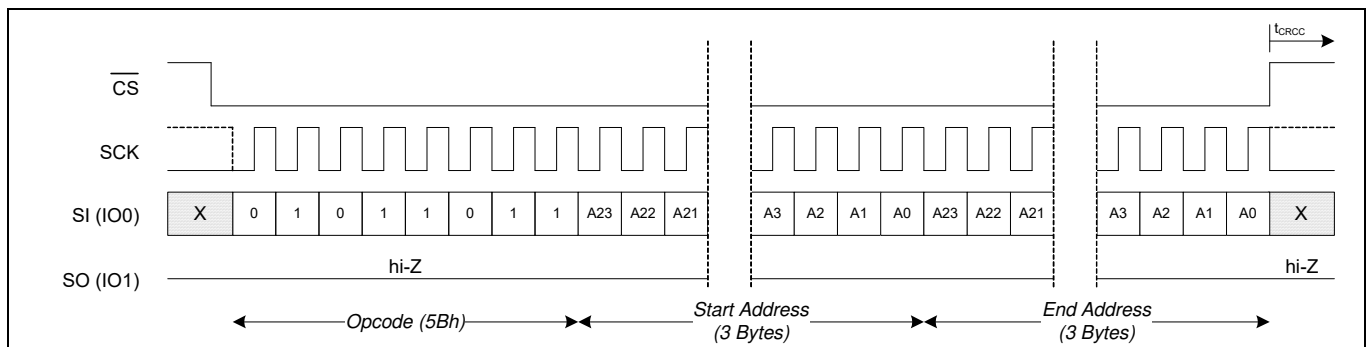 tCRCC
CS
SCK
SI (IO0) X 0 1 0 1 1 0 1 1 A23 A22 A21 A3 A2 A1 A0 A23 A22 A21 A3 A2 A1 A0 X
hi-Z hi-Z
SO (IO1)
Opcode (5Bh) Start Address End Address
(3 Bytes) (3 Bytes)